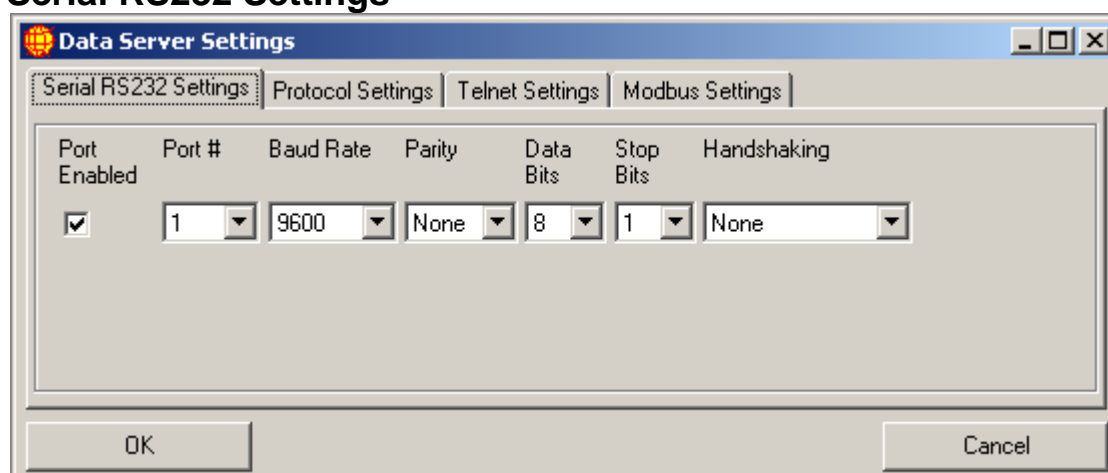 Serial RS232 Settings
Data Server Settings
Serial RS232 Settings Protocol Settings Telnet Settings Modbus Settings
Port Enabled Port # Baud Rate Parity Data Bits Stop Bits Handshaking
1 9600 None 8 1 None
OK Cancel